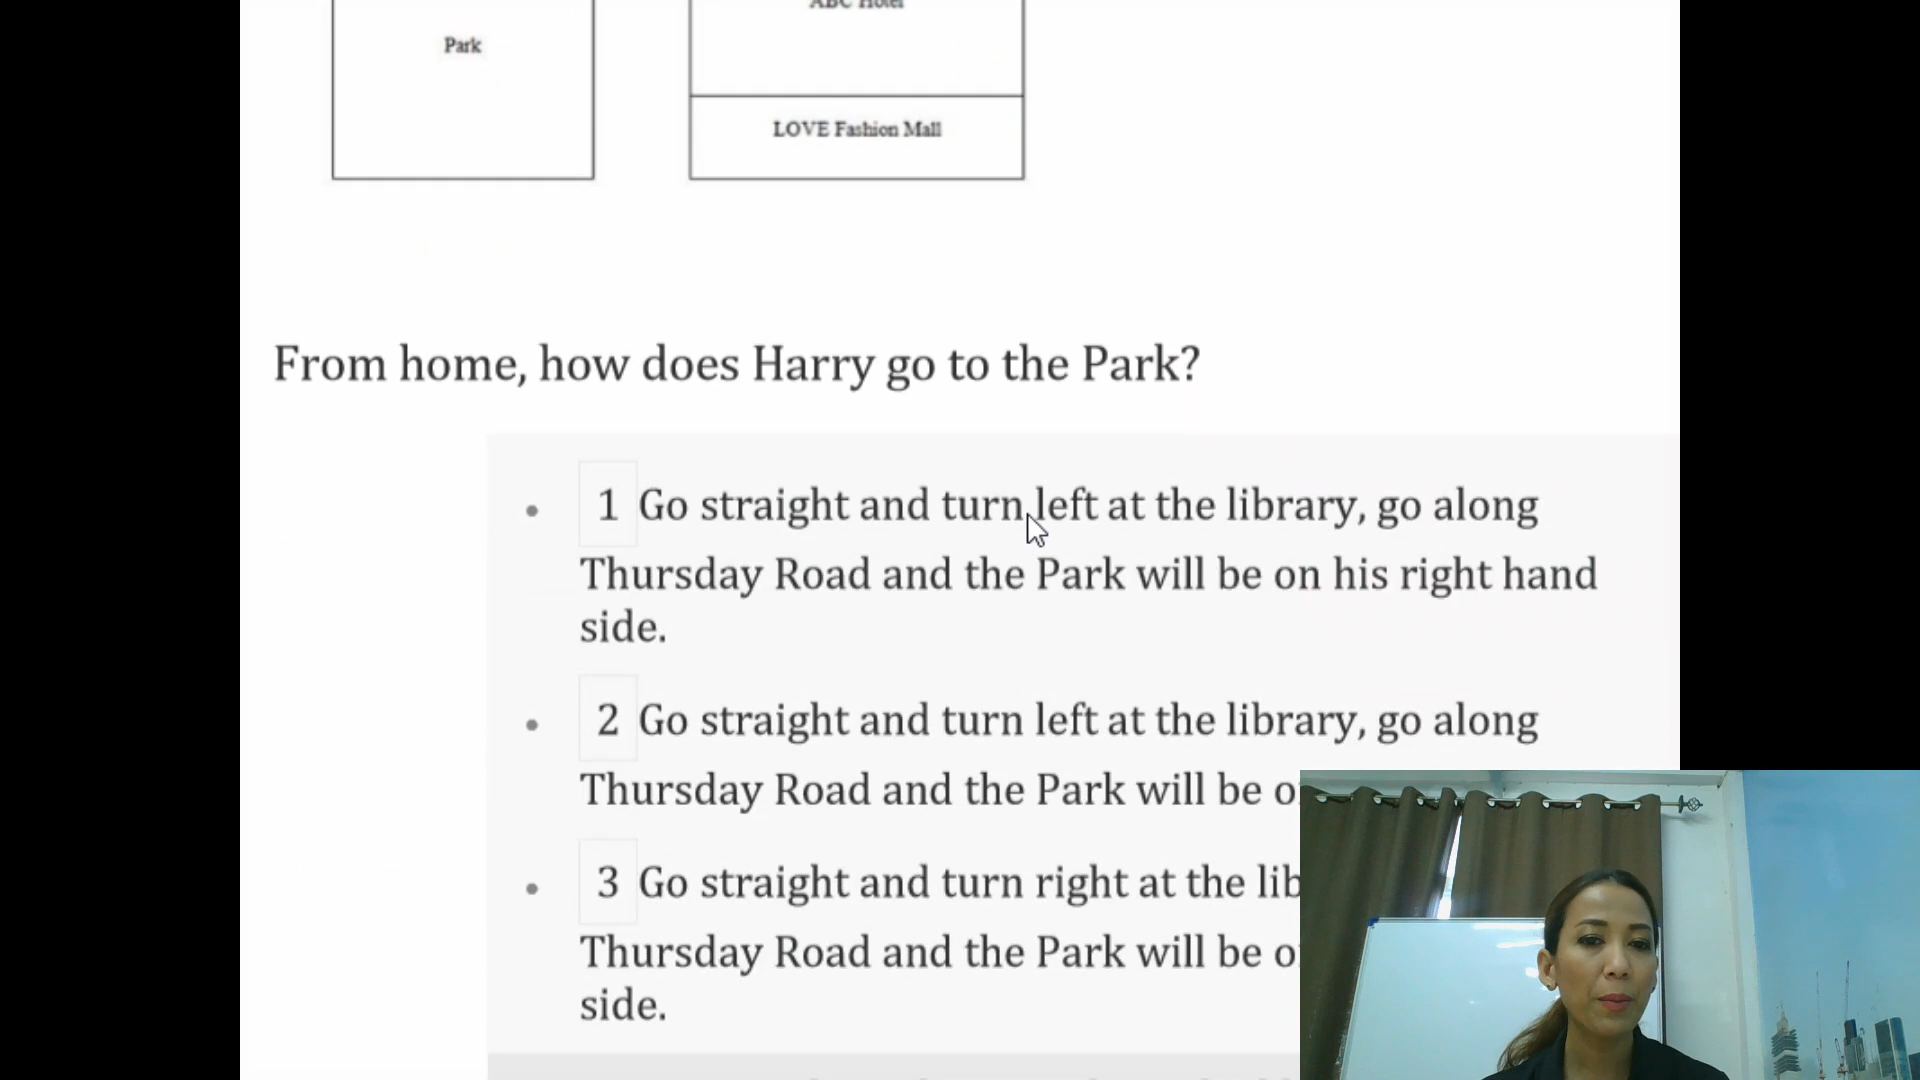 ABC Hotel
Park
LOVE Fashion Mall
From home, how does Harry go to the Park?
1 Go straight and turn left at the library, go along
Thursday Road and the Park will be on his right hand
side.
2 Go straight and turn left at the library, go along
Thursday Road and the Park will be
3 Go straight and turn right at the
Thursday Road and the Park will be
side.